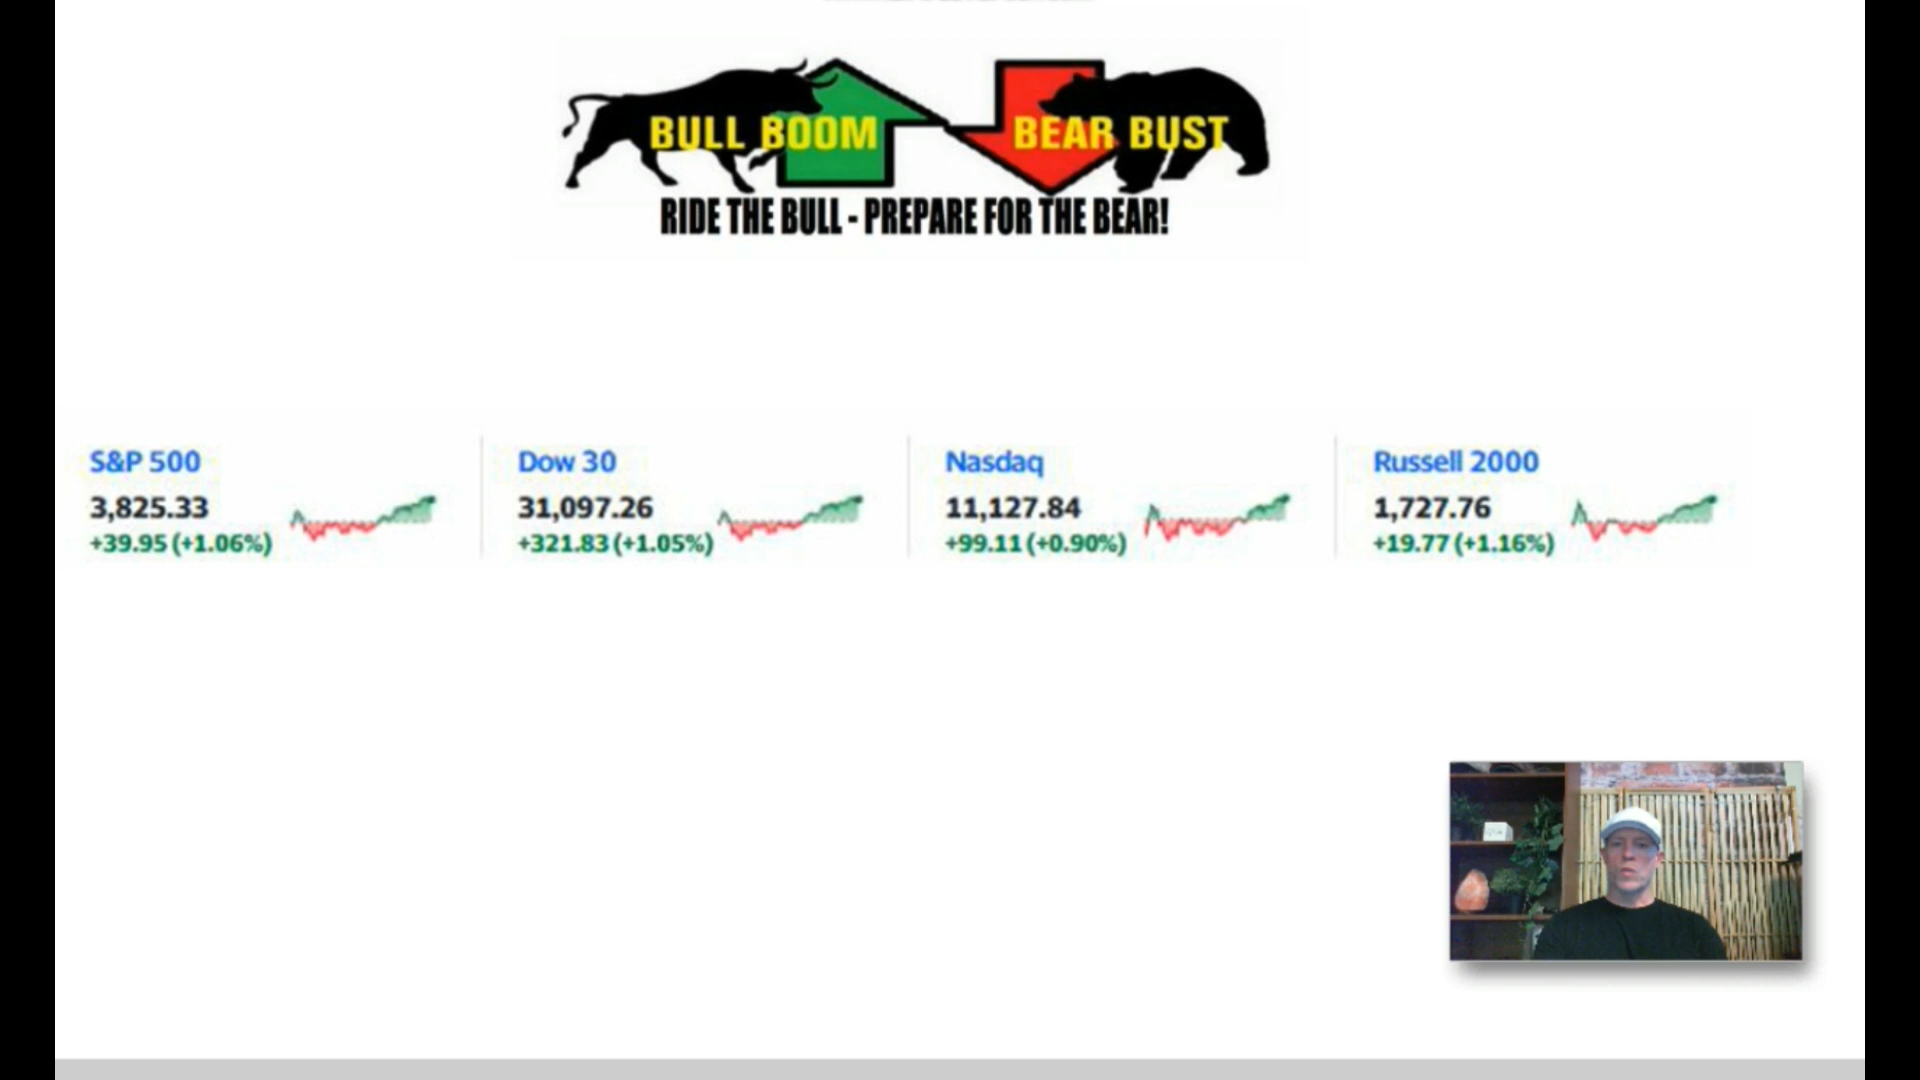 BULL BOOM BEAR BUST
RIDE THE BULL - PREPARE FOR THE BEAR!
S&P 500
3,825.33
+39.95 (+1.06%)
Dow 30
31,097.26
+321.83 (+1.05%)
Nasdaq
11,127.84
+99.11 (+0.90%)
Russell 2000
1,727.76
+19.77 (+1.16%)